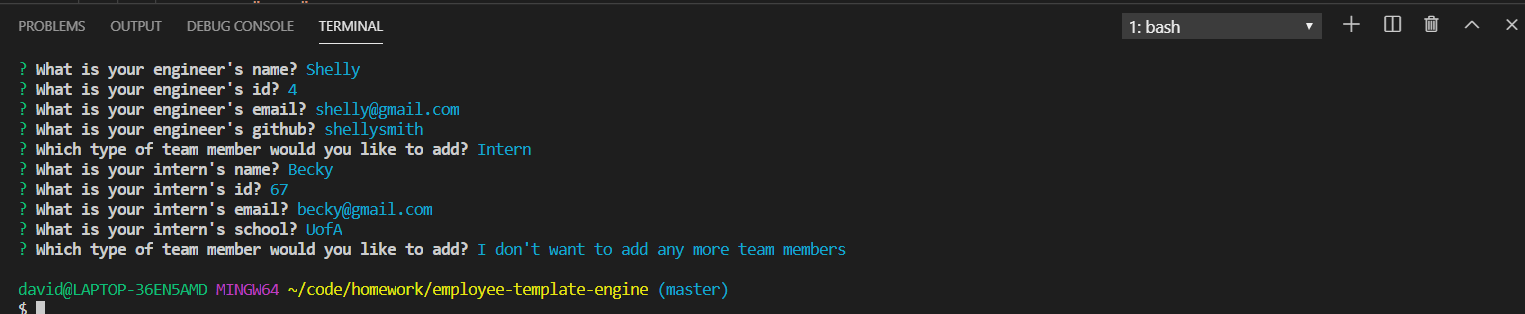 PROBLEMS OUTPUT DEBUG CONSOLE TERMINAL 1: bash
? What is your engineer's name? Shelly
? What is your engineer's id? 4
? What is your engineer's email? shelly@gmail.com
? What is your engineer's github? shellysmith
? Which type of team member would you like to add? Intern
? What is your intern's name? Becky
? What is your intern's id? 67
? What is your intern's email? becky@gmail.com
? What is your intern's school? UofA
? Which type of team member would you like to add? I don't want to add any more team members
david@LAPTOP-36EN5AMD MINGW64 ~/code/homework/employee-template-engine (master)
$